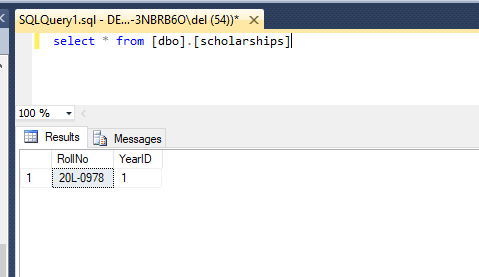 SQLQuery1.sql - DE...-3NBRB6O\del (54))*
select * from [dbo].[scholarships]
100 %
Results Messages
RollNo YearID
1 20L-0978 1